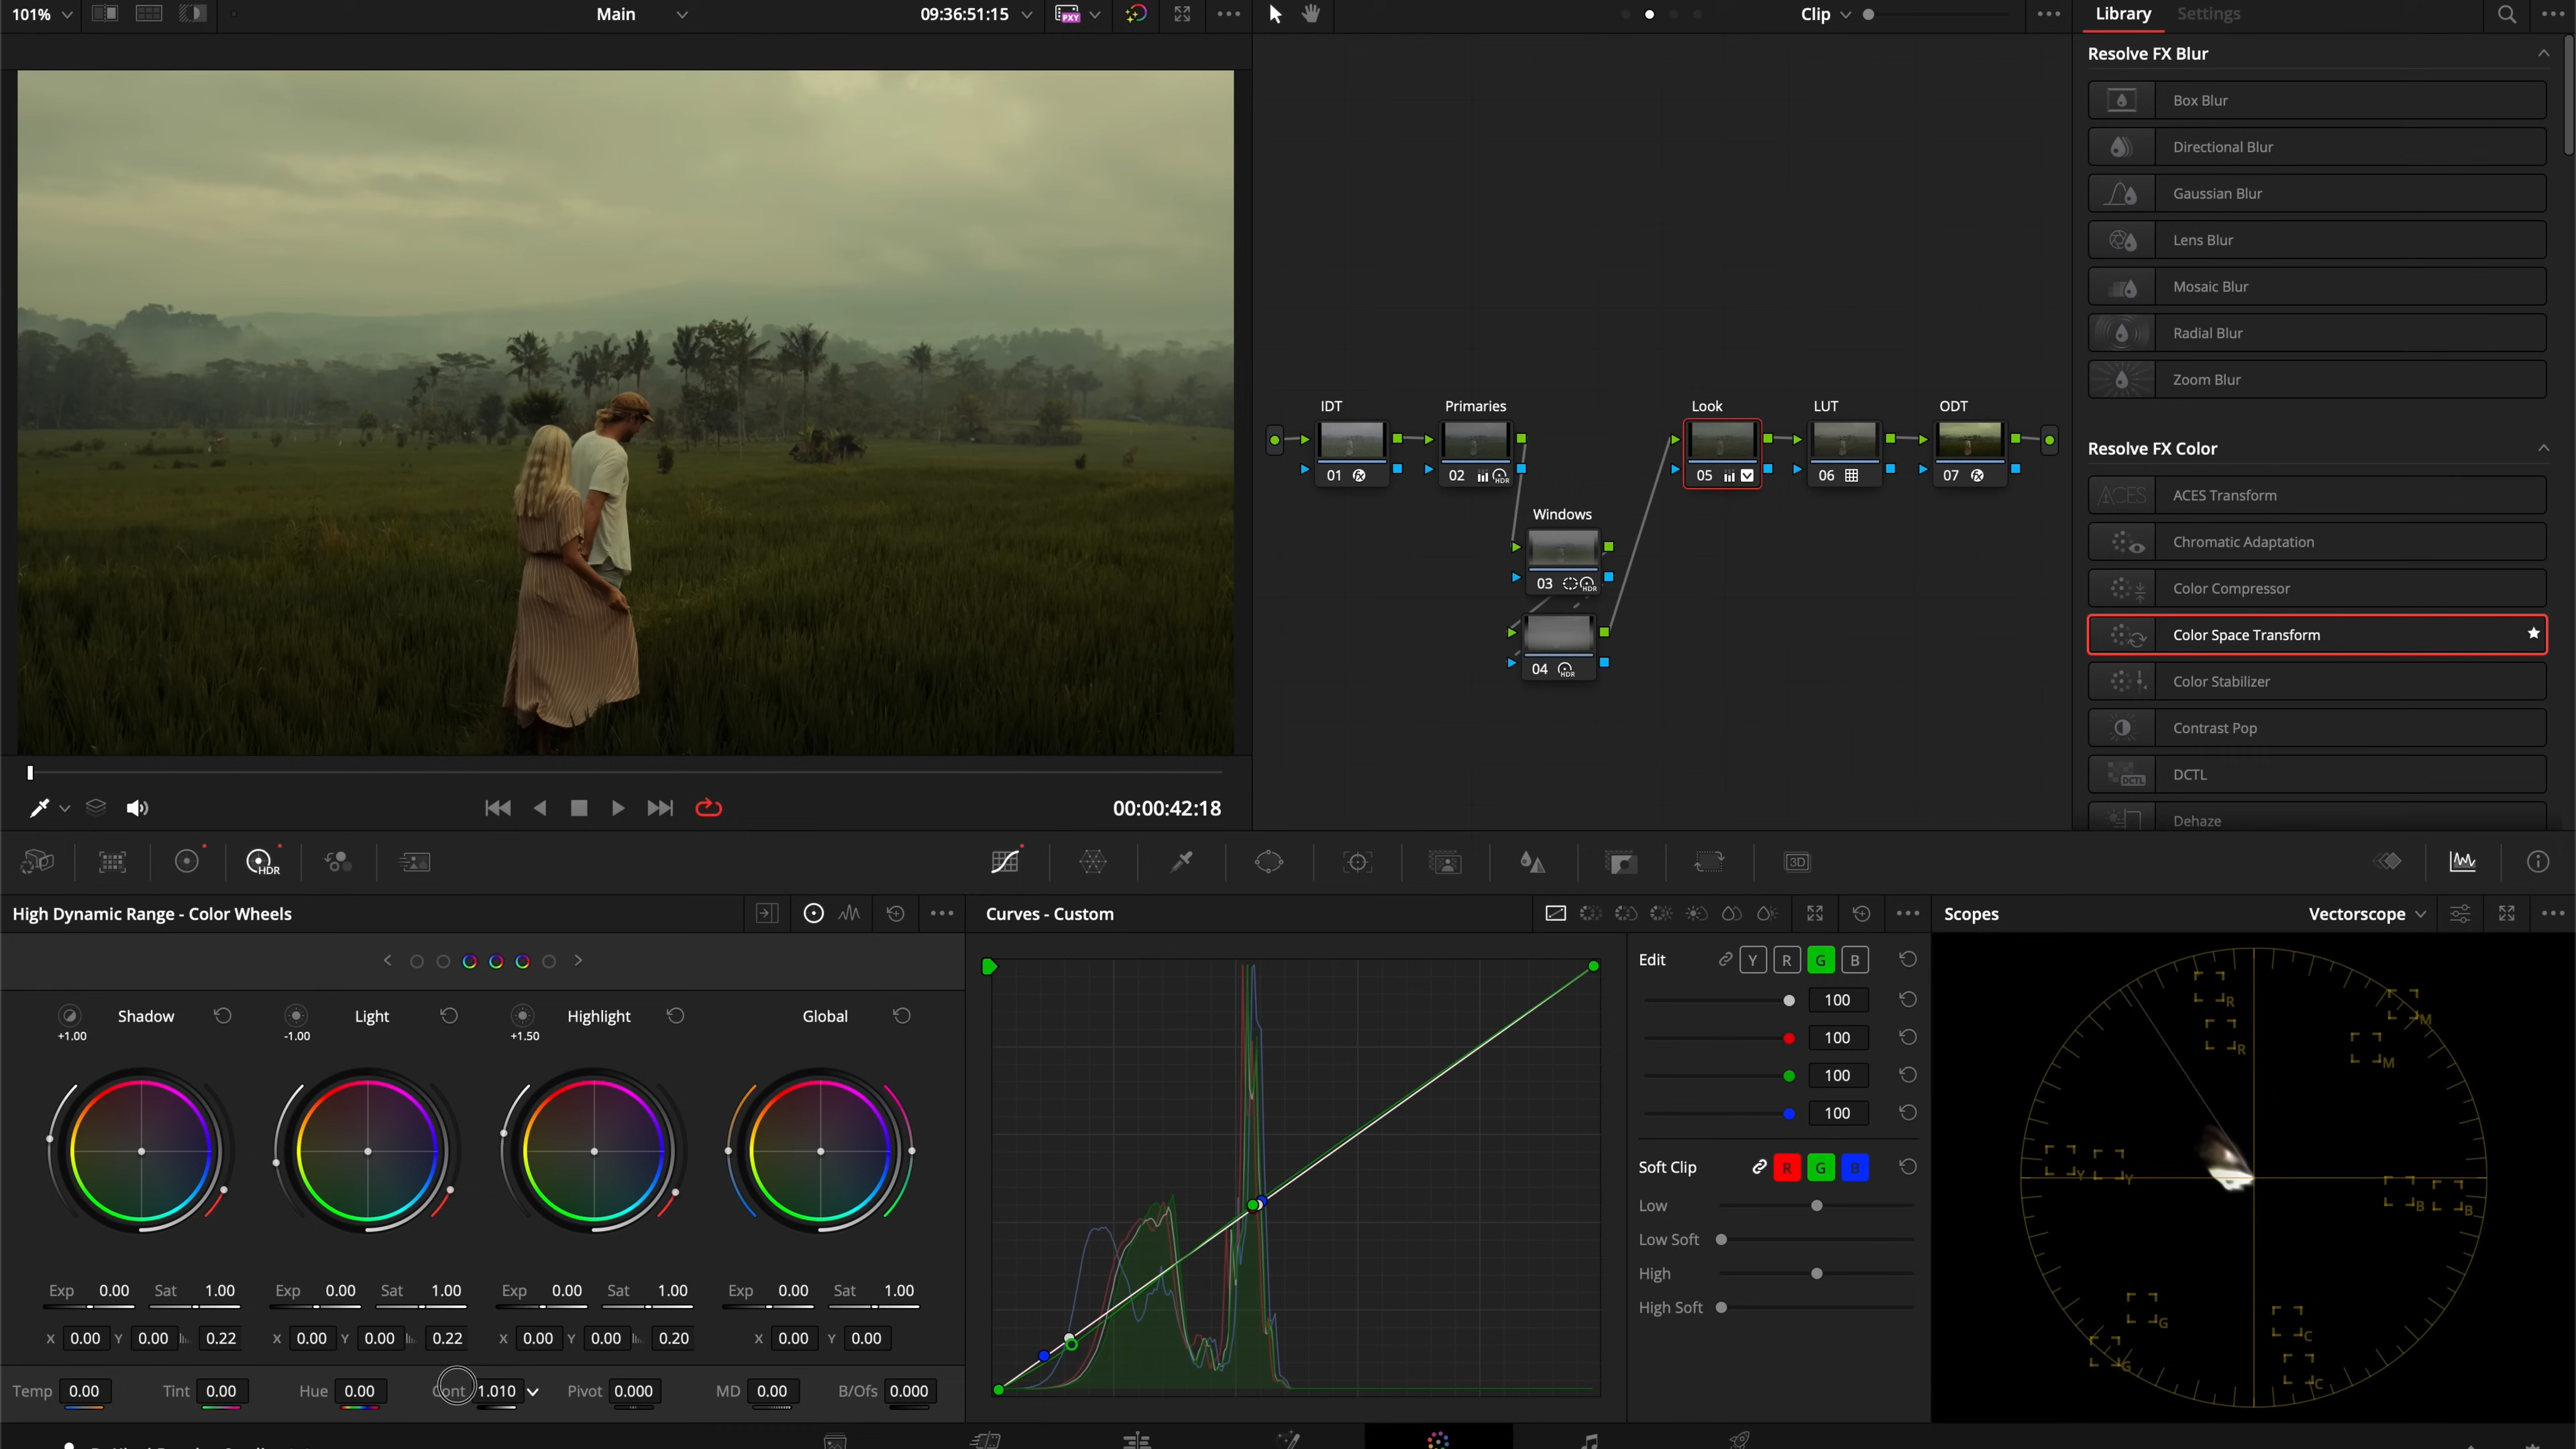 101%
Main
09:36:51:15
PXY
Clip
Library
Settings
Resolve FX Blur
Box Blur
Directional Blur
Gaussian Blur
Lens Blur
Mosaic Blur
Radial Blur
Zoom Blur
Resolve FX Color
ACES
ACES Transform
Chromatic Adaptation
Color Compressor
Color Space Transform
Color Stabilizer
Contrast Pop
DCTL
DCTL
Dehaze
IDT
Primaries
Look
LUT
ODT
01
02
HDR
05
06
07
Windows
03
HDR
04
HDR
00:00:42:18
HDR
3D
High Dynamic Range - Color Wheels
Curves - Custom
Scopes
Vectorscope
Shadow
+1.00
Light
-1.00
Highlight
+1.50
Global
Exp 0.00 Sat 1.00
Exp 0.00 Sat 1.00
Exp 0.00 Sat 1.00
Exp 0.00 Sat 1.00
X 0.00 Y 0.00 0.22
X 0.00 Y 0.00 0.22
X 0.00 Y 0.00 0.20
X 0.00 Y 0.00
Temp 0.00
Tint 0.00
Hue 0.00
Cont 1.010
Pivot 0.000
MD 0.00
B/Ofs 0.000
Edit
Y R G B
100
100
100
100
Soft Clip
R G B
Low
Low Soft
High
High Soft
R
R
M
M
Y
Y
B
B
G
G
C
C